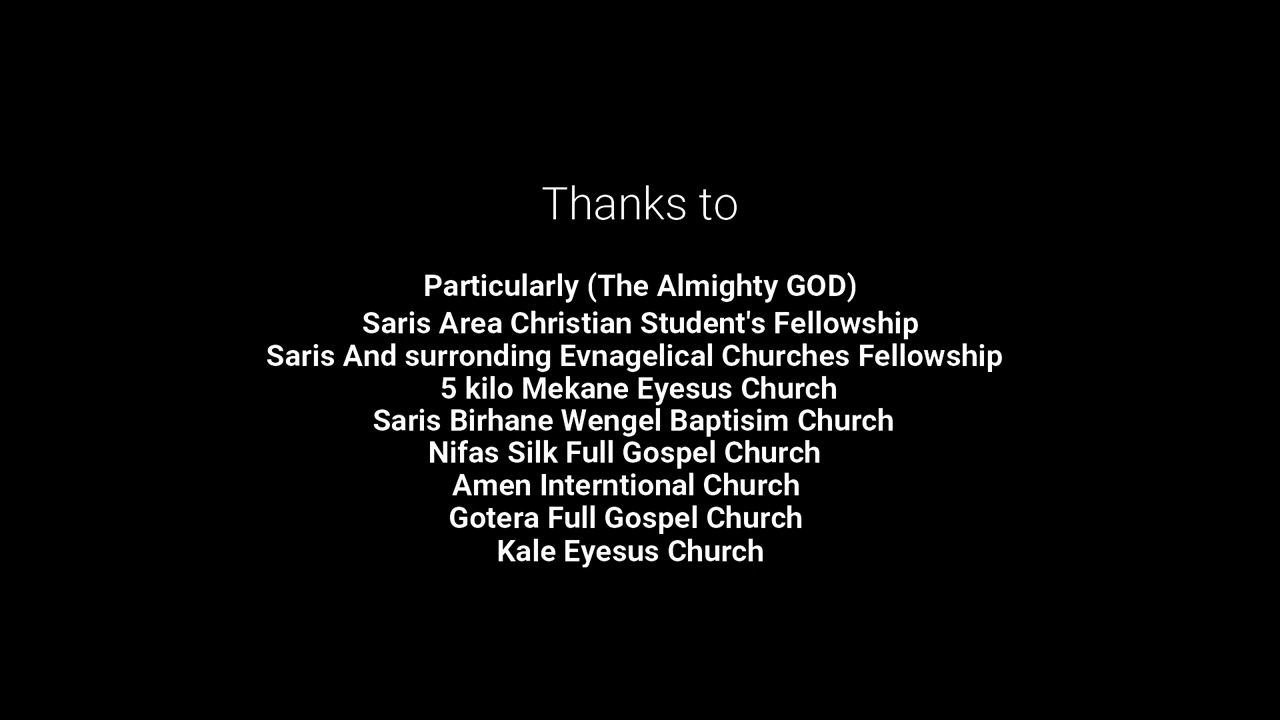 Thanks to
Particularly (The Almighty GOD)
Saris Area Christian Student's Fellowship
Saris And surronding Evnagelical Churches Fellowship
5 kilo Mekane Eyesus Church
Saris Birhane Wengel Baptisim Church
Nifas Silk Full Gospel Church
Amen Interntional Church
Gotera Full Gospel Church
Kale Eyesus Church